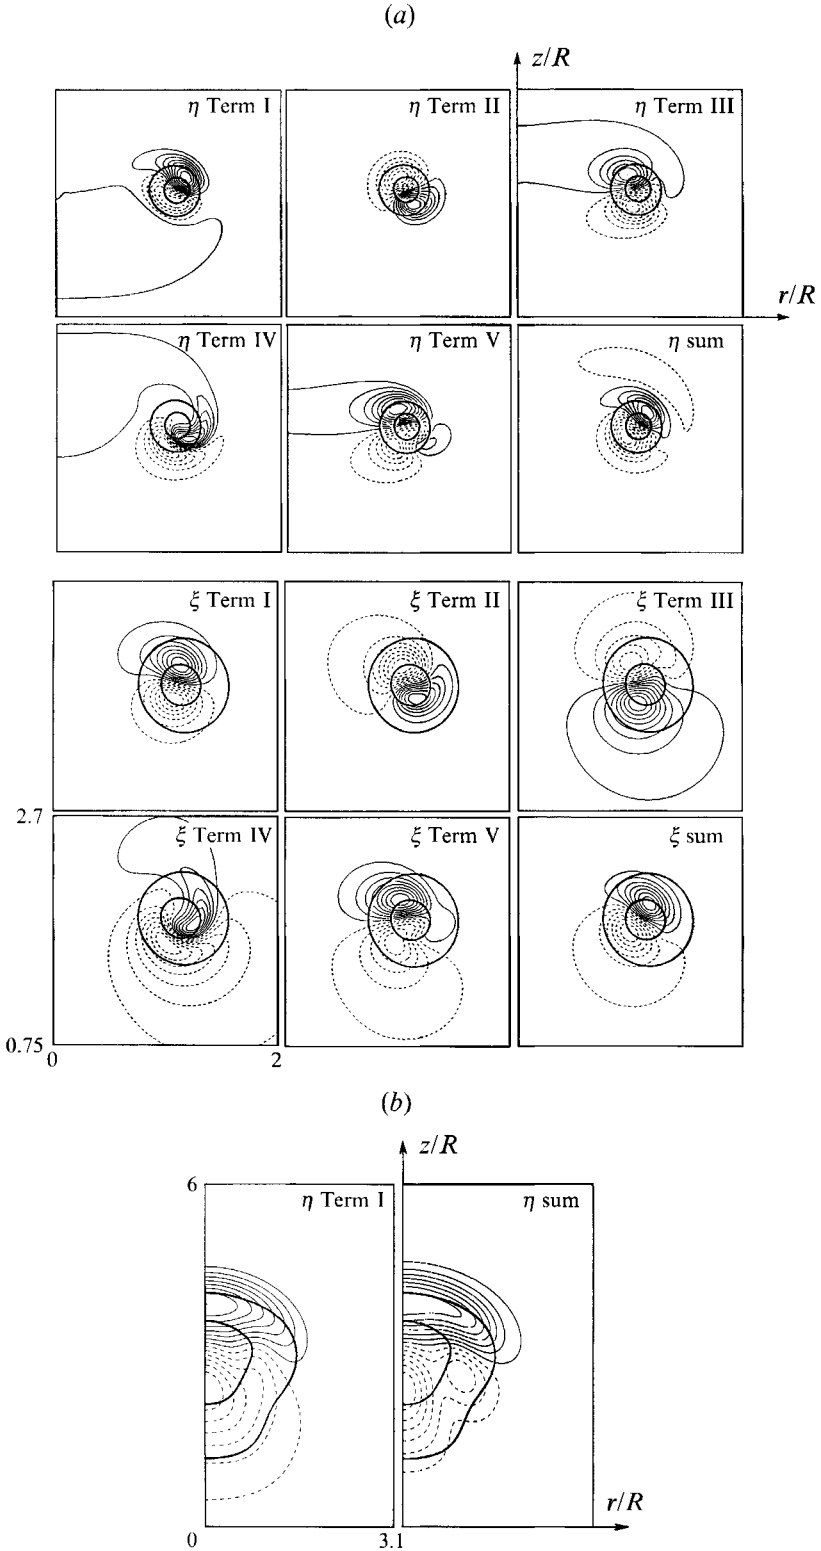 (a)
z/R
η Term I
η Term II
η Term III
r/R
η Term IV
η Term V
η sum
ξ Term I
ξ Term II
ξ Term III
2.7
ξ Term IV
ξ Term V
ξ sum
0.75
0
2
(b)
z/R
6
η Term I
η sum
r/R
0
3.1